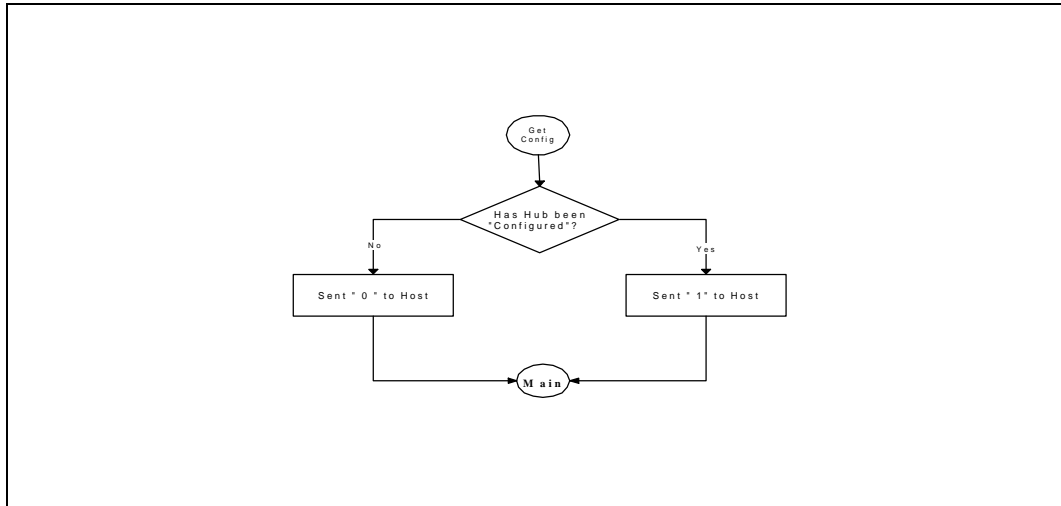 Get
Config
Has Hub been
"Configured"?
No
Yes
Sent " 0 " to Host
Sent " 1" to Host
Main